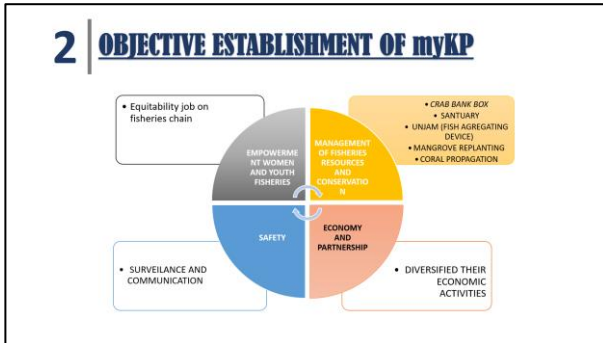 2 OBJECTIVE ESTABLISHMENT OF myKP
• Equitability job on
fisheries chain
EMPOWERME
NT WOMEN
AND YOUTH
FISHERIES
MANAGEMENT
OF FISHERIES
RESOURCES
AND
CONSERVATIO
N
• CRAB BANK BOX
• SANTUARY
• UNJAM (FISH AGREGATING
DEVICE)
• MANGROVE REPLANTING
• CORAL PROPAGATION
SAFETY
ECONOMY
AND
PARTNERSHIP
• SURVEILANCE AND
COMMUNICATION
• DIVERSIFIED THEIR
ECONOMIC
ACTIVITIES